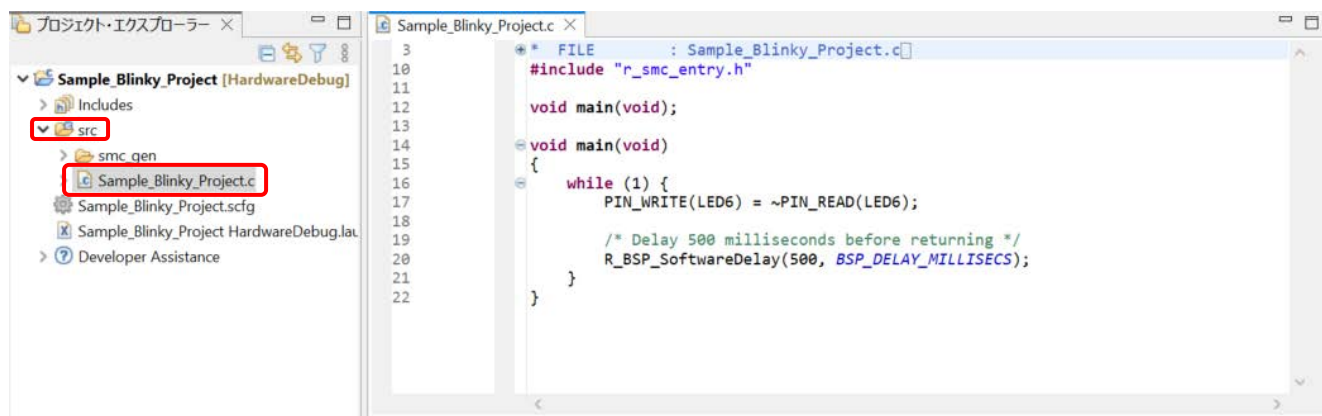 プロジェクト・エクスプローラー
Sample_Blinky_Project [HardwareDebug]
Includes
src
smc_gen
Sample_Blinky_Project.c
Sample_Blinky_Project.scfg
Sample_Blinky_Project HardwareDebug.lau
Developer Assistance
Sample_Blinky_Project.c
3 * FILE : Sample_Blinky_Project.c
10 #include "r_smc_entry.h"
11
12 void main(void);
13
14 void main(void)
15 {
16 while (1) {
17 PIN_WRITE(LED6) = ~PIN_READ(LED6);
18
19 /* Delay 500 milliseconds before returning */
20 R_BSP_SoftwareDelay(500, BSP_DELAY_MILLISECS);
21 }
22 }